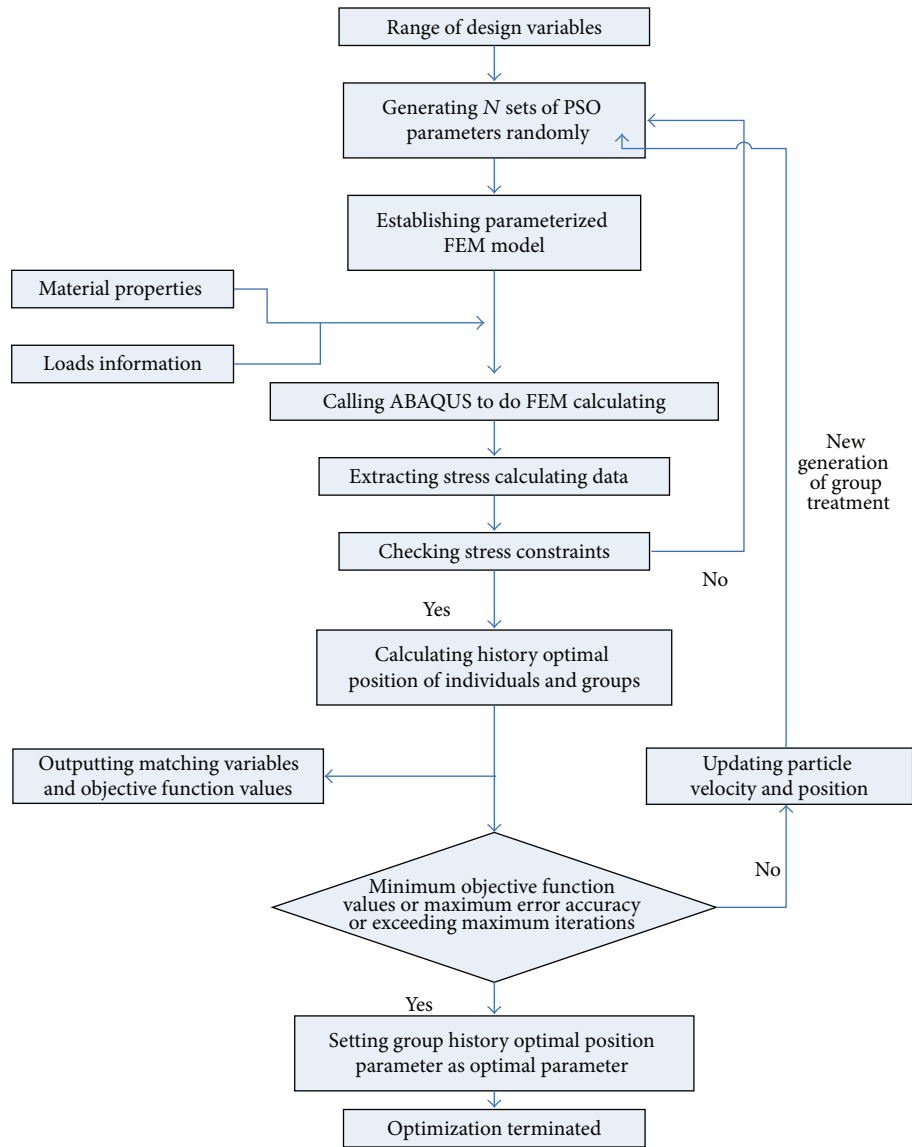 Range of design variables
Generating N sets of PSO
parameters randomly
Establishing parameterized
FEM model
Material properties
Loads information
Calling ABAQUS to do FEM calculating
Extracting stress calculating data
Checking stress constraints
No
Yes
New
generation
of group
treatment
Calculating history optimal
position of individuals and groups
Outputting matching variables
and objective function values
Updating particle
velocity and position
Minimum objective function
values or maximum error accuracy
or exceeding maximum iterations
No
Yes
Setting group history optimal position
parameter as optimal parameter
Optimization terminated